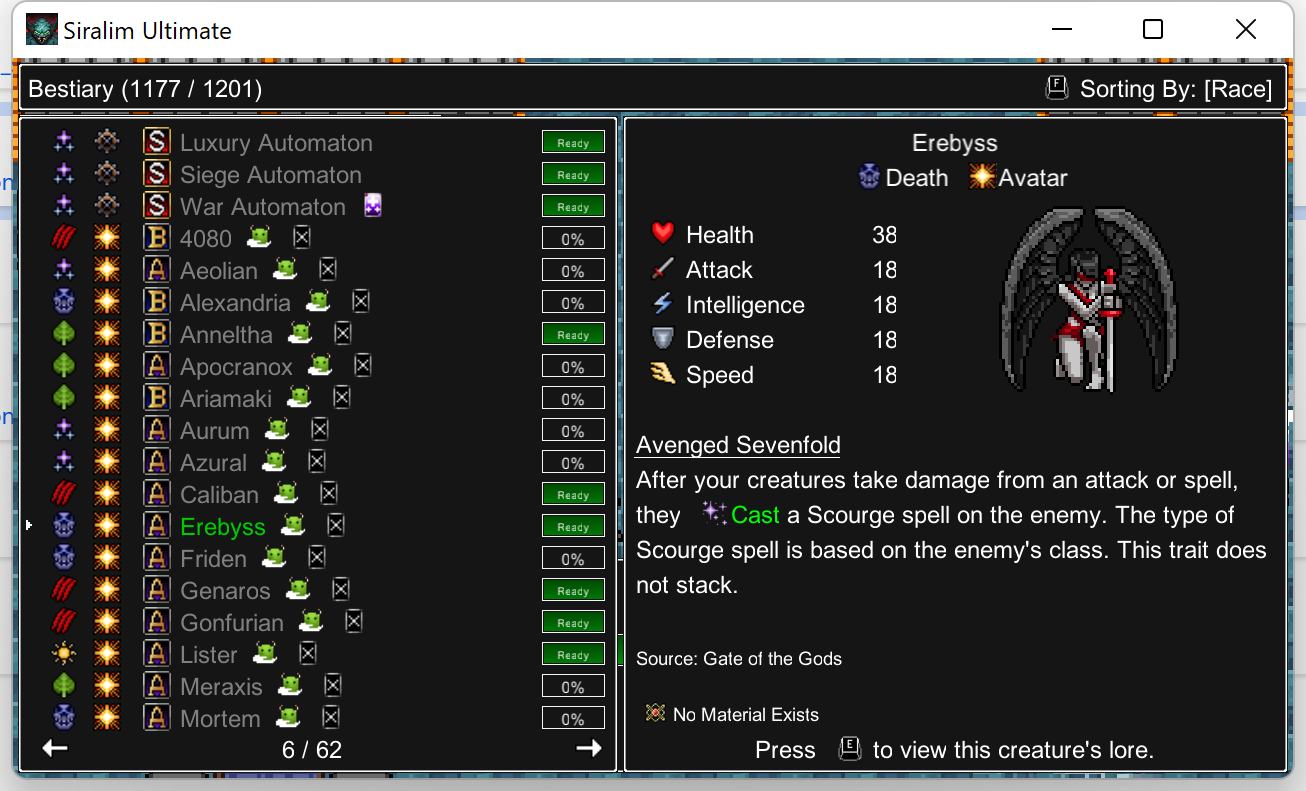 Siralim Ultimate
Bestiary (1177 / 1201)
F Sorting By: [Race]
S Luxury Automaton Ready
S Siege Automaton Ready
S War Automaton Ready
B 4080 0%
A Aeolian 0%
B Alexandria 0%
B Anneltha Ready
A Apocranox 0%
B Ariamaki 0%
A Aurum 0%
A Azural 0%
A Caliban Ready
A Erebyss Ready
A Friden 0%
A Genaros Ready
A Gonfurian Ready
A Lister Ready
A Meraxis 0%
A Mortem 0%
6 / 62
Erebyss
Death Avatar
Health 38
Attack 18
Intelligence 18
Defense 18
Speed 18
Avenged Sevenfold
After your creatures take damage from an attack or spell,
they Cast a Scourge spell on the enemy. The type of
Scourge spell is based on the enemy's class. This trait does
not stack.
Source: Gate of the Gods
No Material Exists
Press E to view this creature's lore.